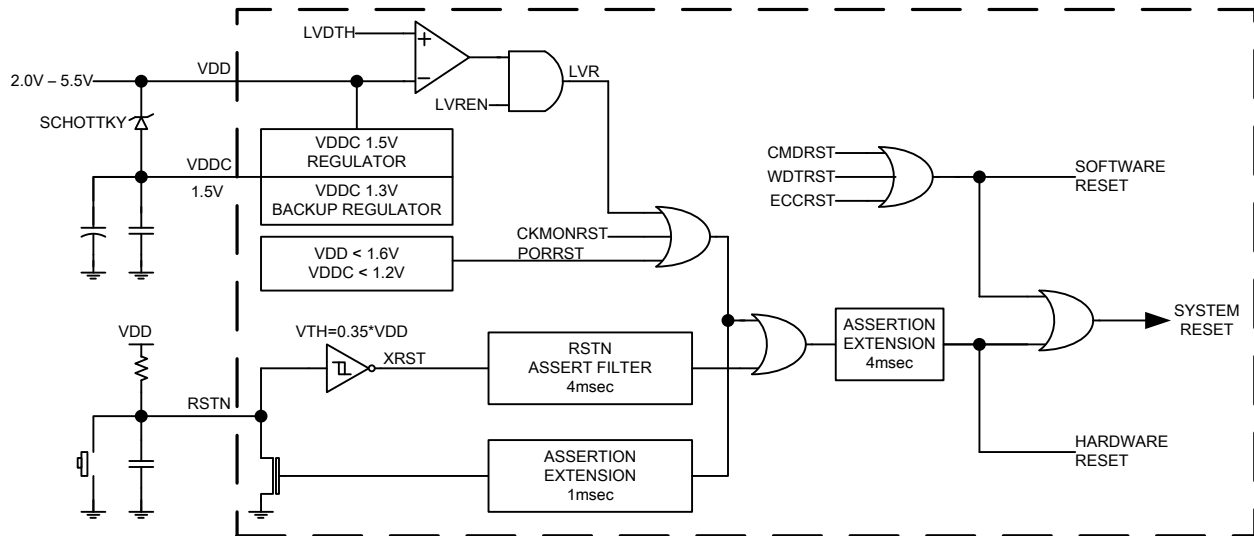 LVDTH
2.0V – 5.5V
VDD
LVR
LVREN
SCHOTTKY
VDDC 1.5V
REGULATOR
VDDC
1.5V
VDDC 1.3V
BACKUP REGULATOR
CMDRST
WDTRST
ECCRST
SOFTWARE
RESET
VDD < 1.6V
VDDC < 1.2V
CKMONRST
PORRST
VDD
VTH=0.35*VDD
XRST
RSTN
ASSERT FILTER
4msec
ASSERTION
EXTENSION
4msec
SYSTEM
RESET
RSTN
ASSERTION
EXTENSION
1msec
HARDWARE
RESET